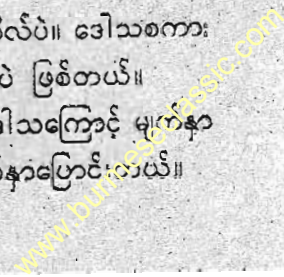 ပဲ။ ဒေါသစကား
ပဲ ဖြစ်တယ်။
ဒါသကြောင့် မျက်နှာ
နှာပြောင်းတယ်။
www.burmeseclassic.com